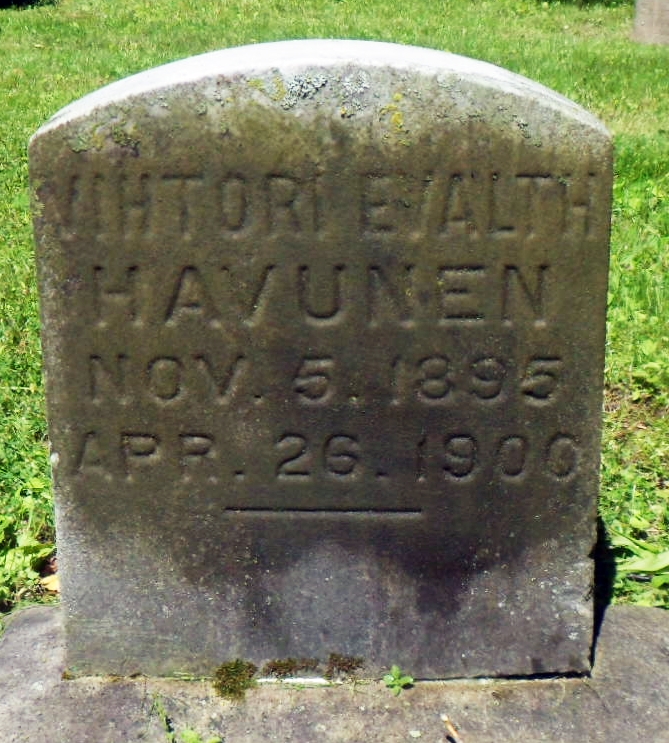 VIHTORI EVALTH
HAVUNEN
NOV. 5. 1895
APR. 26. 1900